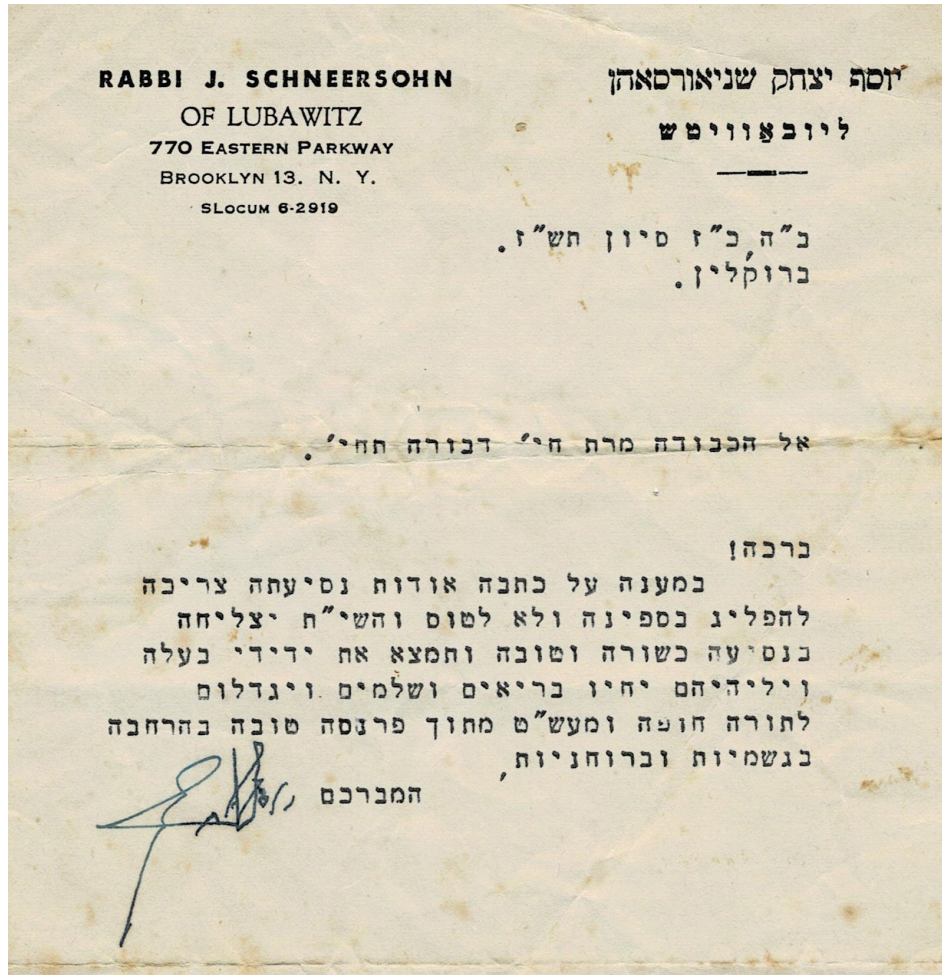 RABBI J. SCHNEERSOHN
OF LUBAWITZ
770 EASTERN PARKWAY
BROOKLYN 13. N. Y.
SLOCUM 6-2919
יוסף יצחק שניאורסאהן
ליובאַוויטש
ב"ה, כ"ז סיון תש"ז.
ברוקלין.
אל הכבודה מרת חי' דבורה תחי'.
ברכה!
במענה על כתבה אודות נסיעתה צריכה
להפליג בספינה ולא לטוס והשי"ת יצליחה
בנסיעה כשורה וטובה ותמצא את ידידי בעלה
ויליהיהם יחיו בריאים ושלמים ויגדלום
לתורה חופה ומעש"ט מתוך פרנסה טובה בהרחבה
בגשמיות וברוחניות,
המברכם